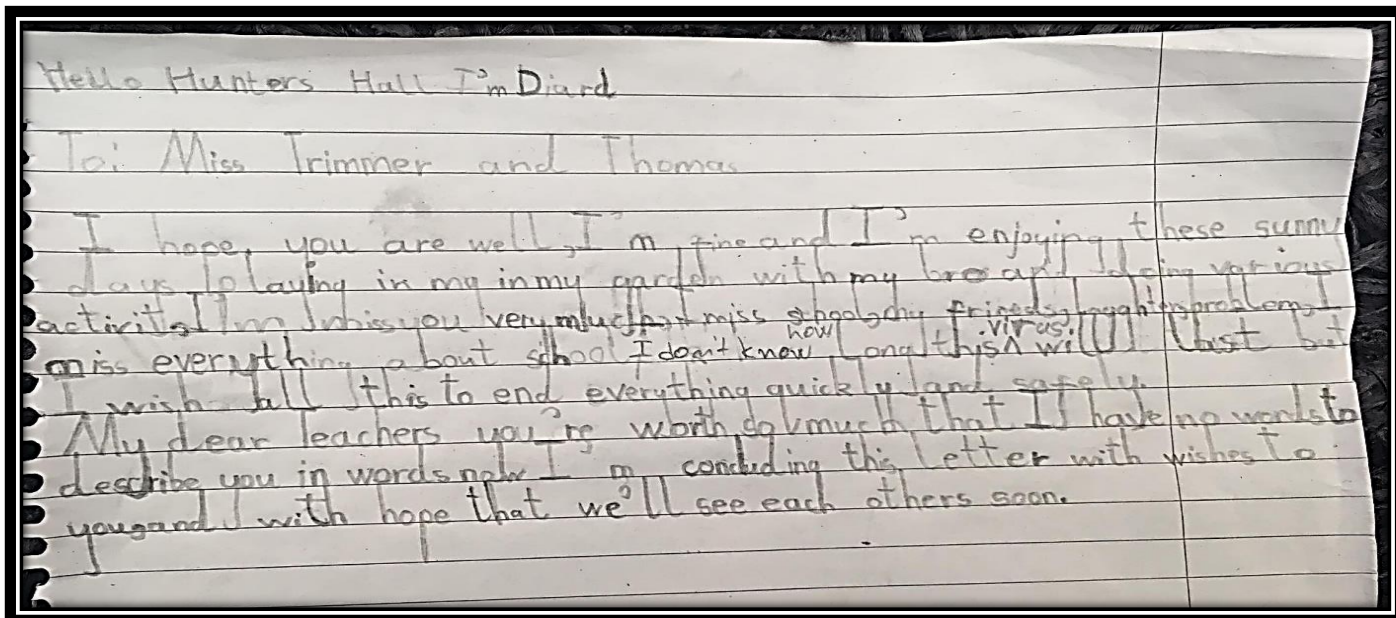 Hello Hunters Hall I'm Diard
To: Miss Trimmer and Thomas
I hope, you are well, I'm fine and I'm enjoying these sunny
days playing in my in my garden with my bro and doing various
I'm miss you very much miss school, my frineds,
miss everything about school I don't know how long this virus will last but
I wish all this to end everything quickly and safely.
My dear teachers you're worth so much that I have no words to
describe you in words now I'm concluding this letter with wishes to
you, and with hope that we'll see each others soon.